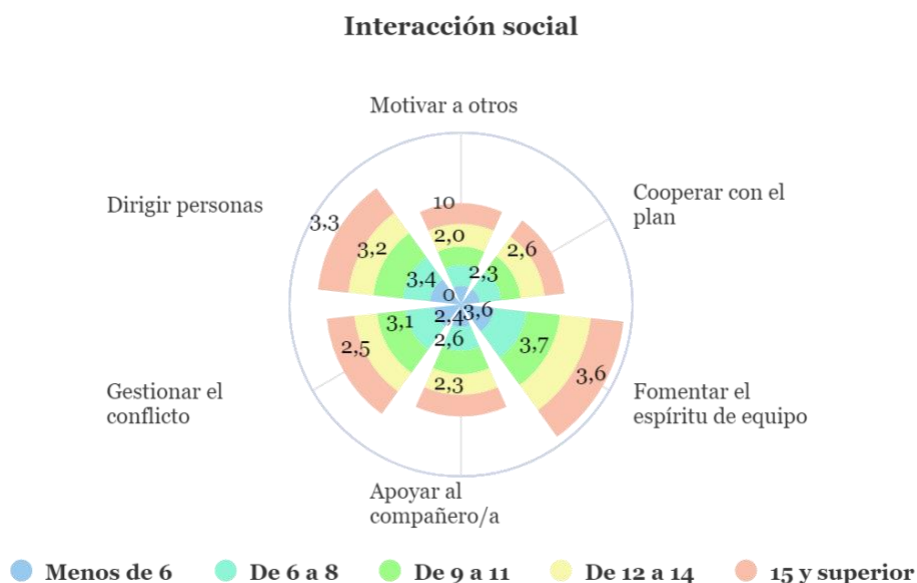 Interacción social
Motivar a otros
Dirigir personas
Cooperar con el
plan
3,3
10
3,2
2,0
2,6
3,4
2,3
0
2,4
3,6
3,1
2,6
3,7
2,5
2,3
3,6
Gestionar el
conflicto
Fomentar el
espíritu de equipo
Apoyar al
compañero/a
Menos de 6
De 6 a 8
De 9 a 11
De 12 a 14
15 y superior